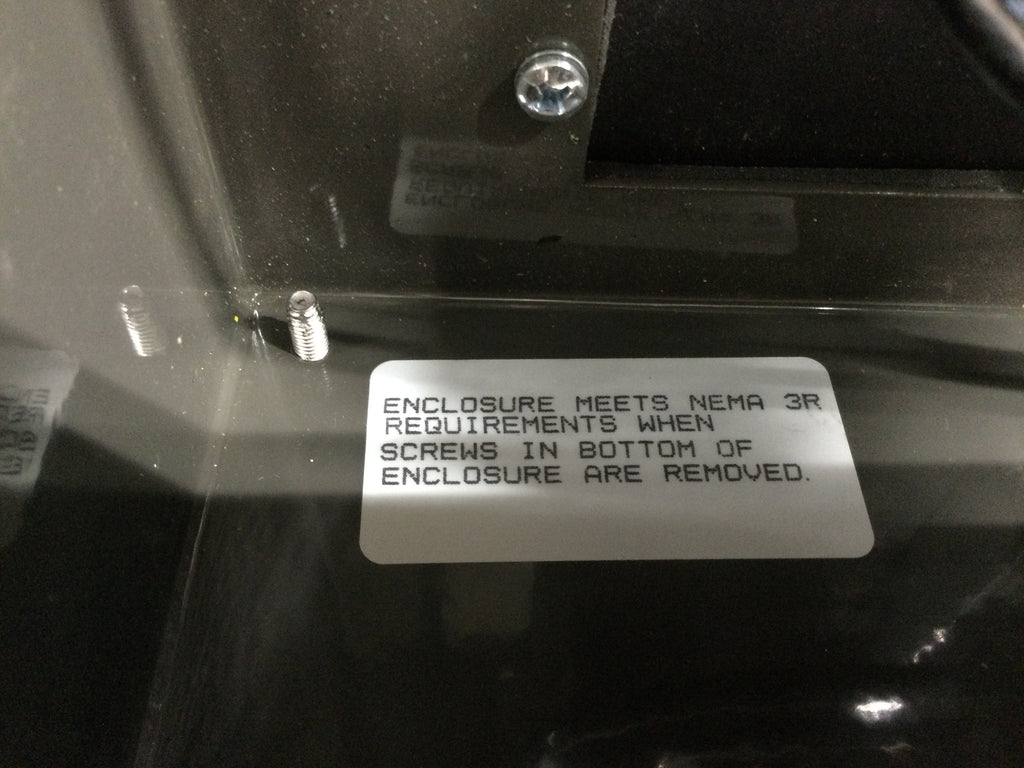 ENCLOSURE MEETS NEMA 3R
REQUIREMENTS WHEN
SCREWS IN BOTTOM OF
ENCLOSURE ARE REMOVED.